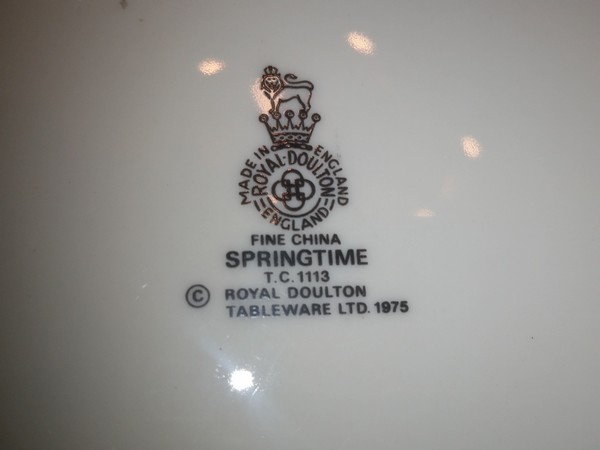 MADE IN ENGLAND
ROYAL·DOULTON
ENGLAND
FINE CHINA
SPRINGTIME
T.C.1113
© ROYAL DOULTON
TABLEWARE LTD. 1975